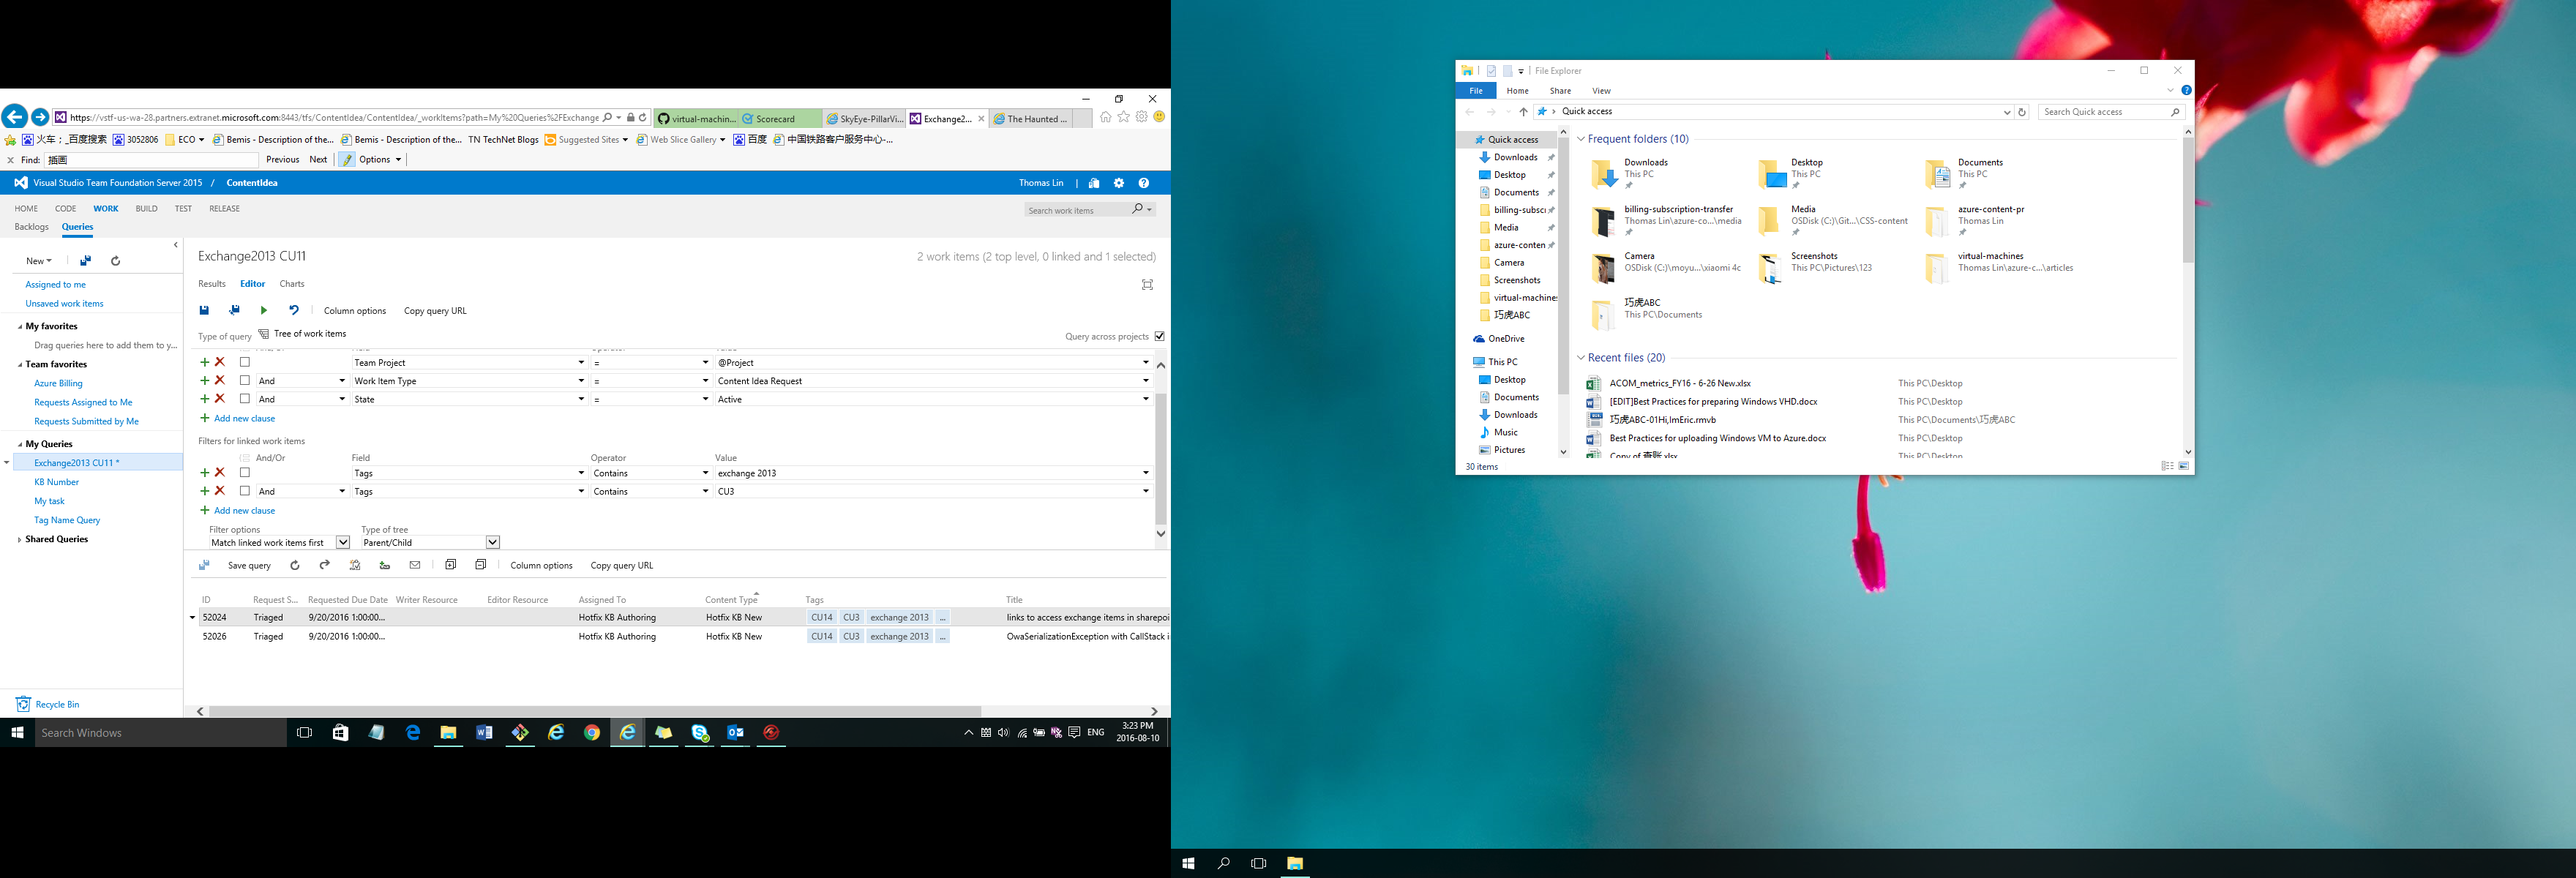 https://vstf-us-wa-28.partners.extranet.microsoft.com:8443/tfs/ContentIdea/ContentIdea/_workItems?path=My%20Queries%2FExchange
virtual-machin... Scorecard SkyEye-PillarVi... Exchange2... The Haunted ...
火车;_百度搜索 3052806 ECO Bemis - Description of the... Bemis - Description of the... TN TechNet Blogs Suggested Sites Web Slice Gallery 百度 中国铁路客户服务中心-...
x Find: 插画 Previous Next Options
Visual Studio Team Foundation Server 2015 / ContentIdea Thomas Lin
HOME CODE WORK BUILD TEST RELEASE Search work items
Backlogs Queries
New
Assigned to me
Unsaved work items
My favorites
Drag queries here to add them to y...
Team favorites
Azure Billing
Requests Assigned to Me
Requests Submitted by Me
My Queries
Exchange2013 CU11 *
KB Number
My task
Tag Name Query
Shared Queries
Recycle Bin
Exchange2013 CU11 2 work items (2 top level, 0 linked and 1 selected)
Results Editor Charts
Column options Copy query URL
Type of query Tree of work items Query across projects
Team Project = @Project
And Work Item Type = Content Idea Request
And State = Active
Add new clause
Filters for linked work items
And/Or Field Operator Value
Tags Contains exchange 2013
And Tags Contains CU3
Add new clause
Filter options Type of tree
Match linked work items first Parent/Child
Save query Column options Copy query URL
ID Request S... Requested Due Date Writer Resource Editor Resource Assigned To Content Type Tags Title
52024 Triaged 9/20/2016 1:00:00... Hotfix KB Authoring Hotfix KB New CU14 CU3 exchange 2013 ... links to access exchange items in sharepoi
52026 Triaged 9/20/2016 1:00:00... Hotfix KB Authoring Hotfix KB New CU14 CU3 exchange 2013 ... OwaSerializationException with CallStack i
Search Windows
ENG
3:23 PM
2016-08-10
File Explorer
File Home Share View
Quick access Search Quick access
Quick access
Downloads
Desktop
Documents
billing-subsc
Media
azure-conten
Camera
Screenshots
virtual-machine
巧虎ABC
OneDrive
This PC
Desktop
Documents
Downloads
Music
Pictures
Frequent folders (10)
Downloads
This PC
Desktop
This PC
Documents
This PC
billing-subscription-transfer
Thomas Lin\azure-co...\media
Media
OSDisk (C:)\Git...\CSS-content
azure-content-pr
Thomas Lin
Camera
OSDisk (C:)\moyu...\xiaomi 4c
Screenshots
This PC\Pictures\123
virtual-machines
Thomas Lin\azure-c...\articles
巧虎ABC
This PC\Documents
Recent files (20)
ACOM_metrics_FY16 - 6-26 New.xlsx This PC\Desktop
[EDIT]Best Practices for preparing Windows VHD.docx This PC\Desktop
巧虎ABC-01Hi,ImEric.rmvb This PC\Documents\巧虎ABC
Best Practices for uploading Windows VM to Azure.docx This PC\Desktop
Copy of 查账.xlsx This PC\Desktop
30 items